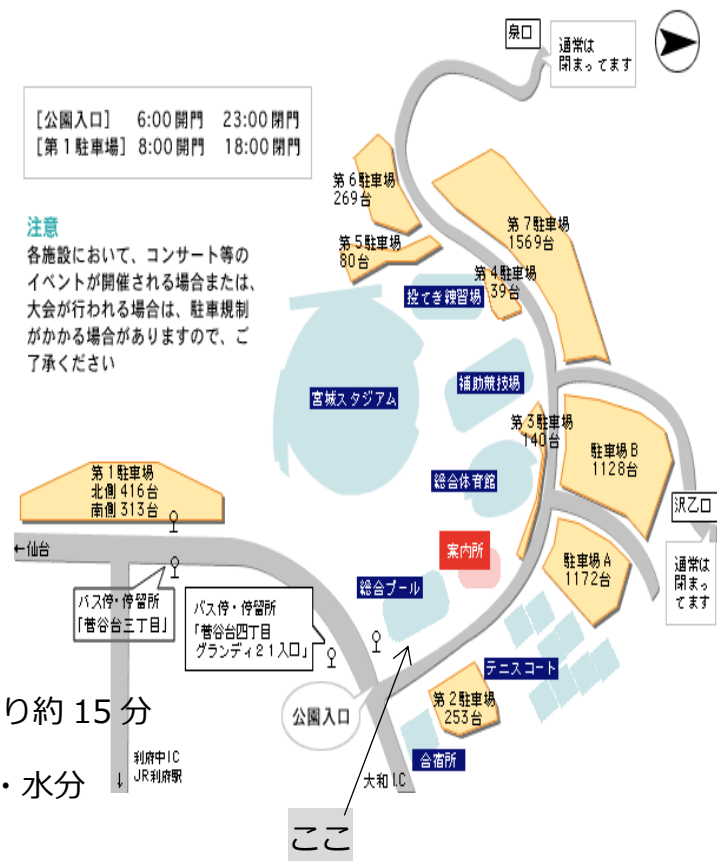 泉口
通常は
閉まってます
[公園入口] 6:00開門 23:00閉門
[第1駐車場] 8:00開門 18:00閉門
注意
各施設において、コンサート等の
イベントが開催される場合または、
大会が行われる場合は、駐車規制
がかかる場合がありますので、ご
了承ください
第6駐車場
269台
第5駐車場
80台
第7駐車場
1569台
第4駐車場
39台
投てき練習場
宮城スタジアム
補助競技場
第3駐車場
140台
駐車場B
1128台
総合体育館
第1駐車場
北側416台
南側313台
沢乙口
通常は
閉まっ
てます
←仙台
案内所
駐車場A
1172台
総合プール
バス停・停留所
「菅谷台三丁目」
バス停・停留所
「菅谷台四丁目
グランディ21入口」
テニスコート
第2駐車場
253台
り約 15 分
公園入口
合宿所
利府中IC
JR利府駅
↓
大和I.C
・水分
ここ